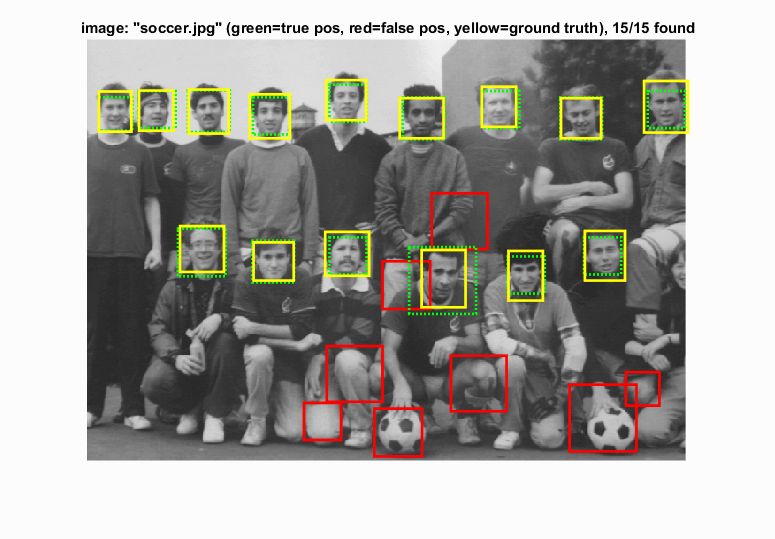 image: "soccer.jpg" (green=true pos, red=false pos, yellow=ground truth), 15/15 found